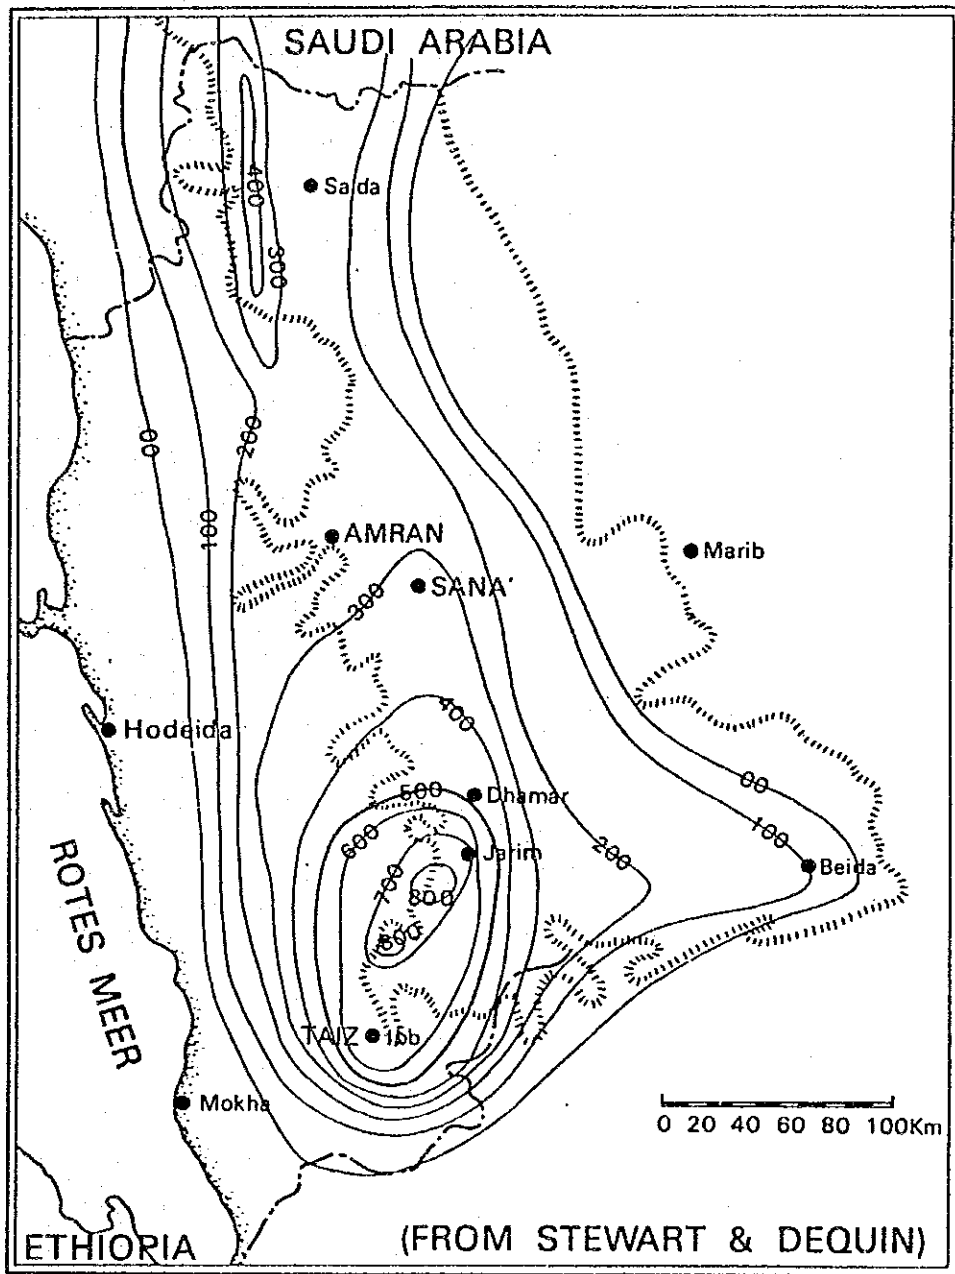 SAUDI ARABIA
400
Saida
300
00
200
100
AMRAN
Marib
300
SANA'
400
Hodeida
500
Dhamar
00
600
100
Jarim
200
700
800
Beida
800
ROTES MEER
TAIZ
Ibb
Mokha
0 20 40 60 80 100Km
ETHIOPIA
(FROM STEWART & DEQUIN)